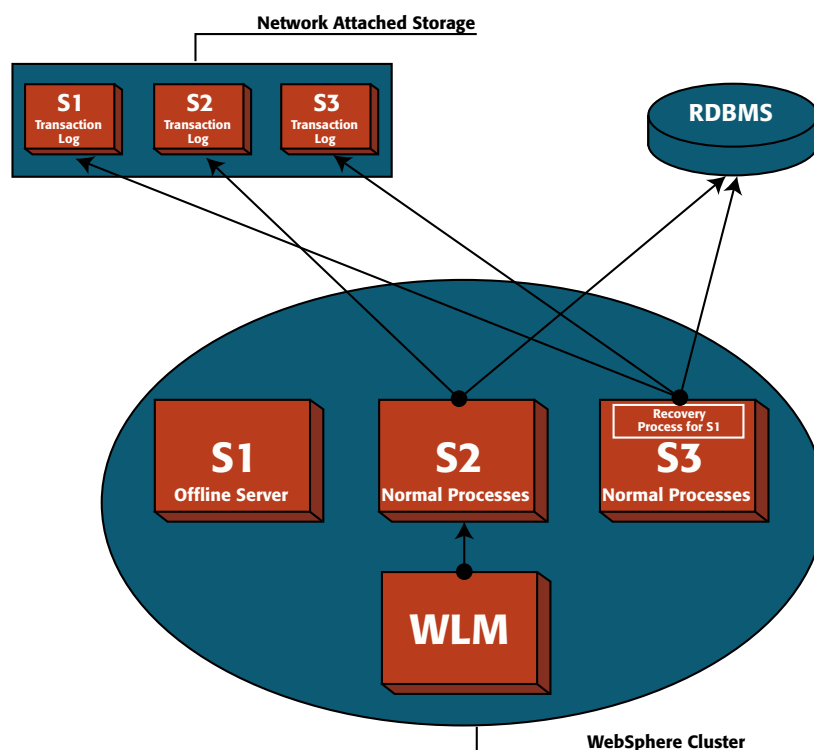 Network Attached Storage
S1
Transaction
Log
S2
Transaction
Log
S3
Transaction
Log
RDBMS
S1
Offline Server
S2
Normal Processes
Recovery
Process for S1
S3
Normal Processes
WLM
WebSphere Cluster